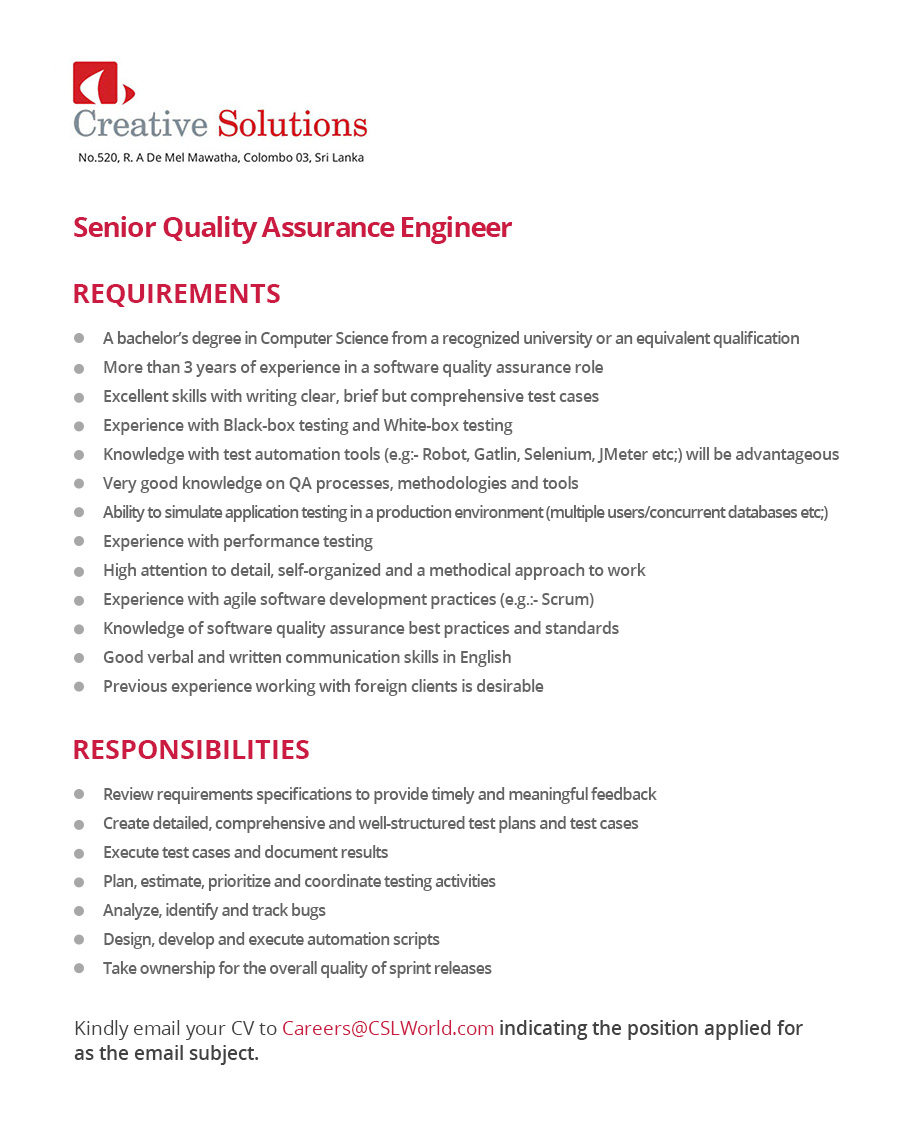 Creative Solutions
No.520, R. A De Mel Mawatha, Colombo 03, Sri Lanka
Senior Quality Assurance Engineer
REQUIREMENTS
A bachelor’s degree in Computer Science from a recognized university or an equivalent qualification
More than 3 years of experience in a software quality assurance role
Excellent skills with writing clear, brief but comprehensive test cases
Experience with Black-box testing and White-box testing
Knowledge with test automation tools (e.g:- Robot, Gatlin, Selenium, JMeter etc;) will be advantageous
Very good knowledge on QA processes, methodologies and tools
Ability to simulate application testing in a production environment (multiple users/concurrent databases etc;)
Experience with performance testing
High attention to detail, self-organized and a methodical approach to work
Experience with agile software development practices (e.g.:- Scrum)
Knowledge of software quality assurance best practices and standards
Good verbal and written communication skills in English
Previous experience working with foreign clients is desirable
RESPONSIBILITIES
Review requirements specifications to provide timely and meaningful feedback
Create detailed, comprehensive and well-structured test plans and test cases
Execute test cases and document results
Plan, estimate, prioritize and coordinate testing activities
Analyze, identify and track bugs
Design, develop and execute automation scripts
Take ownership for the overall quality of sprint releases
Kindly email your CV to Careers@CSLWorld.com indicating the position applied for
as the email subject.